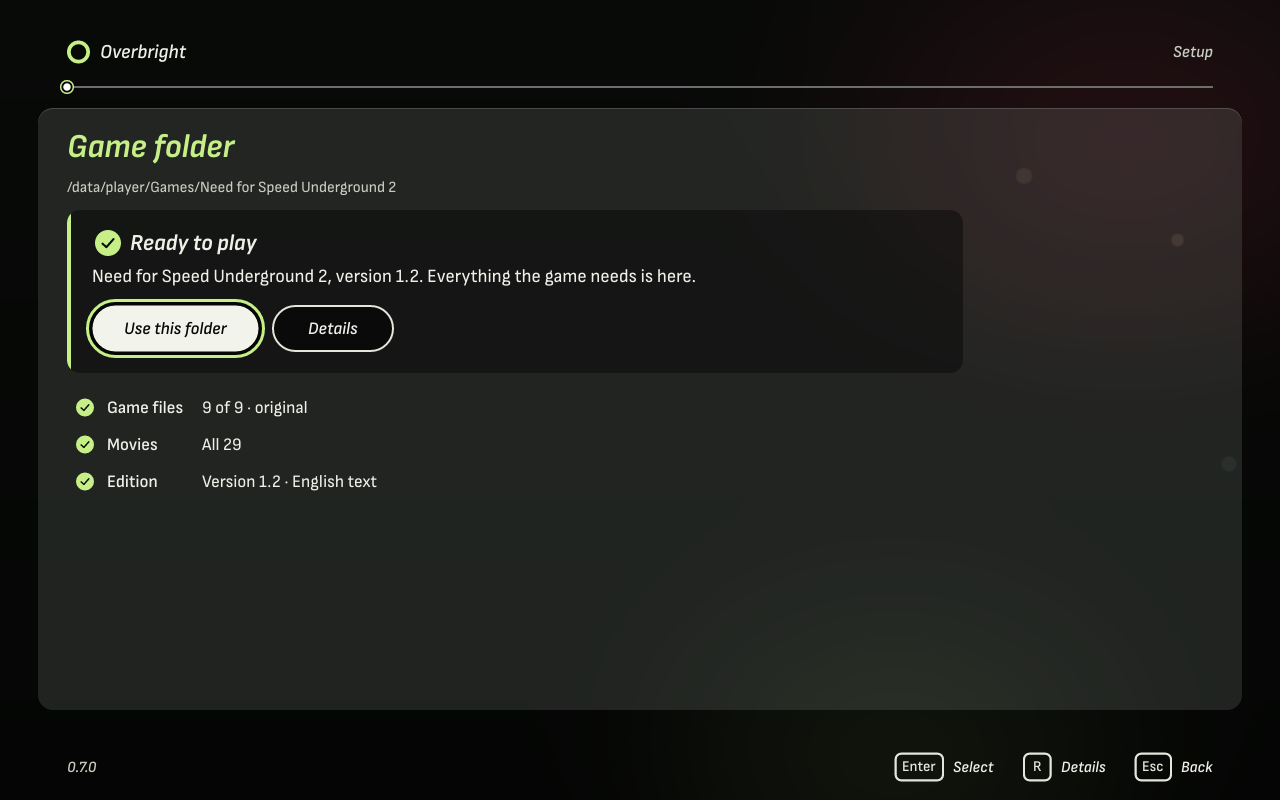 Overbright
Setup
Game folder
/data/player/Games/Need for Speed Underground 2
Ready to play
Need for Speed Underground 2, version 1.2. Everything the game needs is here.
Use this folder Details
Game files 9 of 9 · original
Movies All 29
Edition Version 1.2 · English text
0.7.0
Enter Select R Details Esc Back